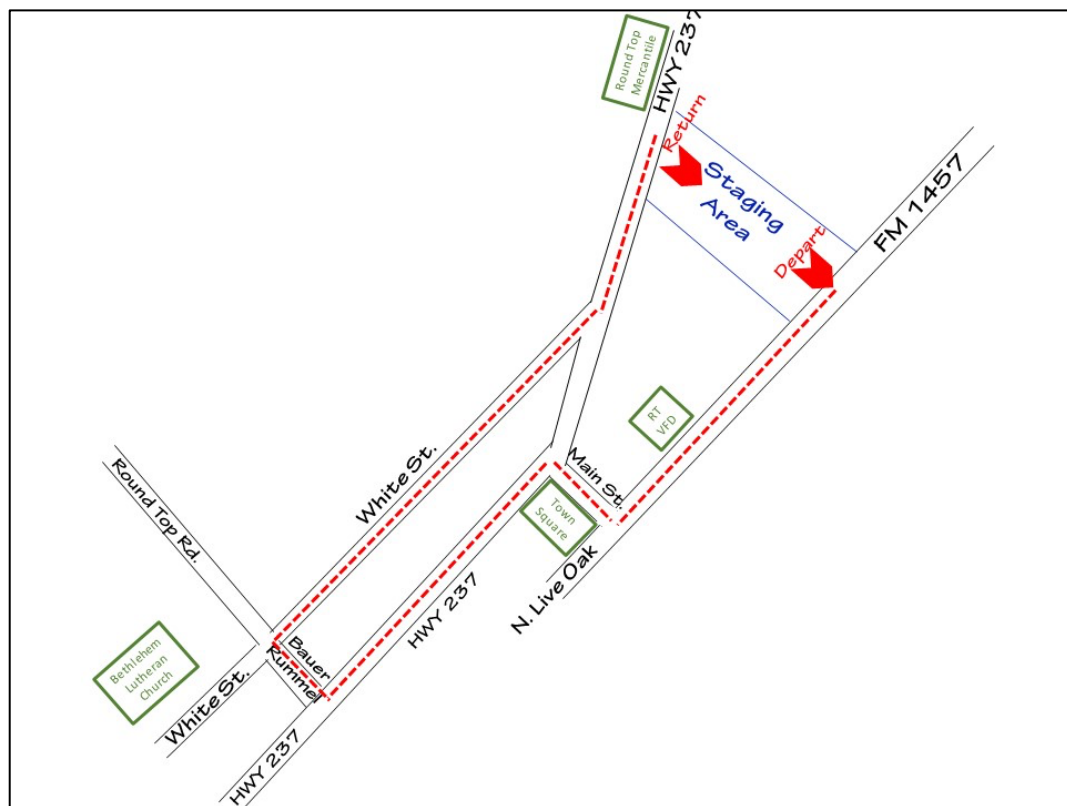 Round Top
Mercantile
HWY 237
Return
Staging
Area
Depart
FM 1457
RT
VFD
Main St.
Town
Square
White St.
N. Live Oak
HWY 237
Round Top Rd.
Bauer
Rummel
Bethlehem
Lutheran
Church
White St.
HWY 237